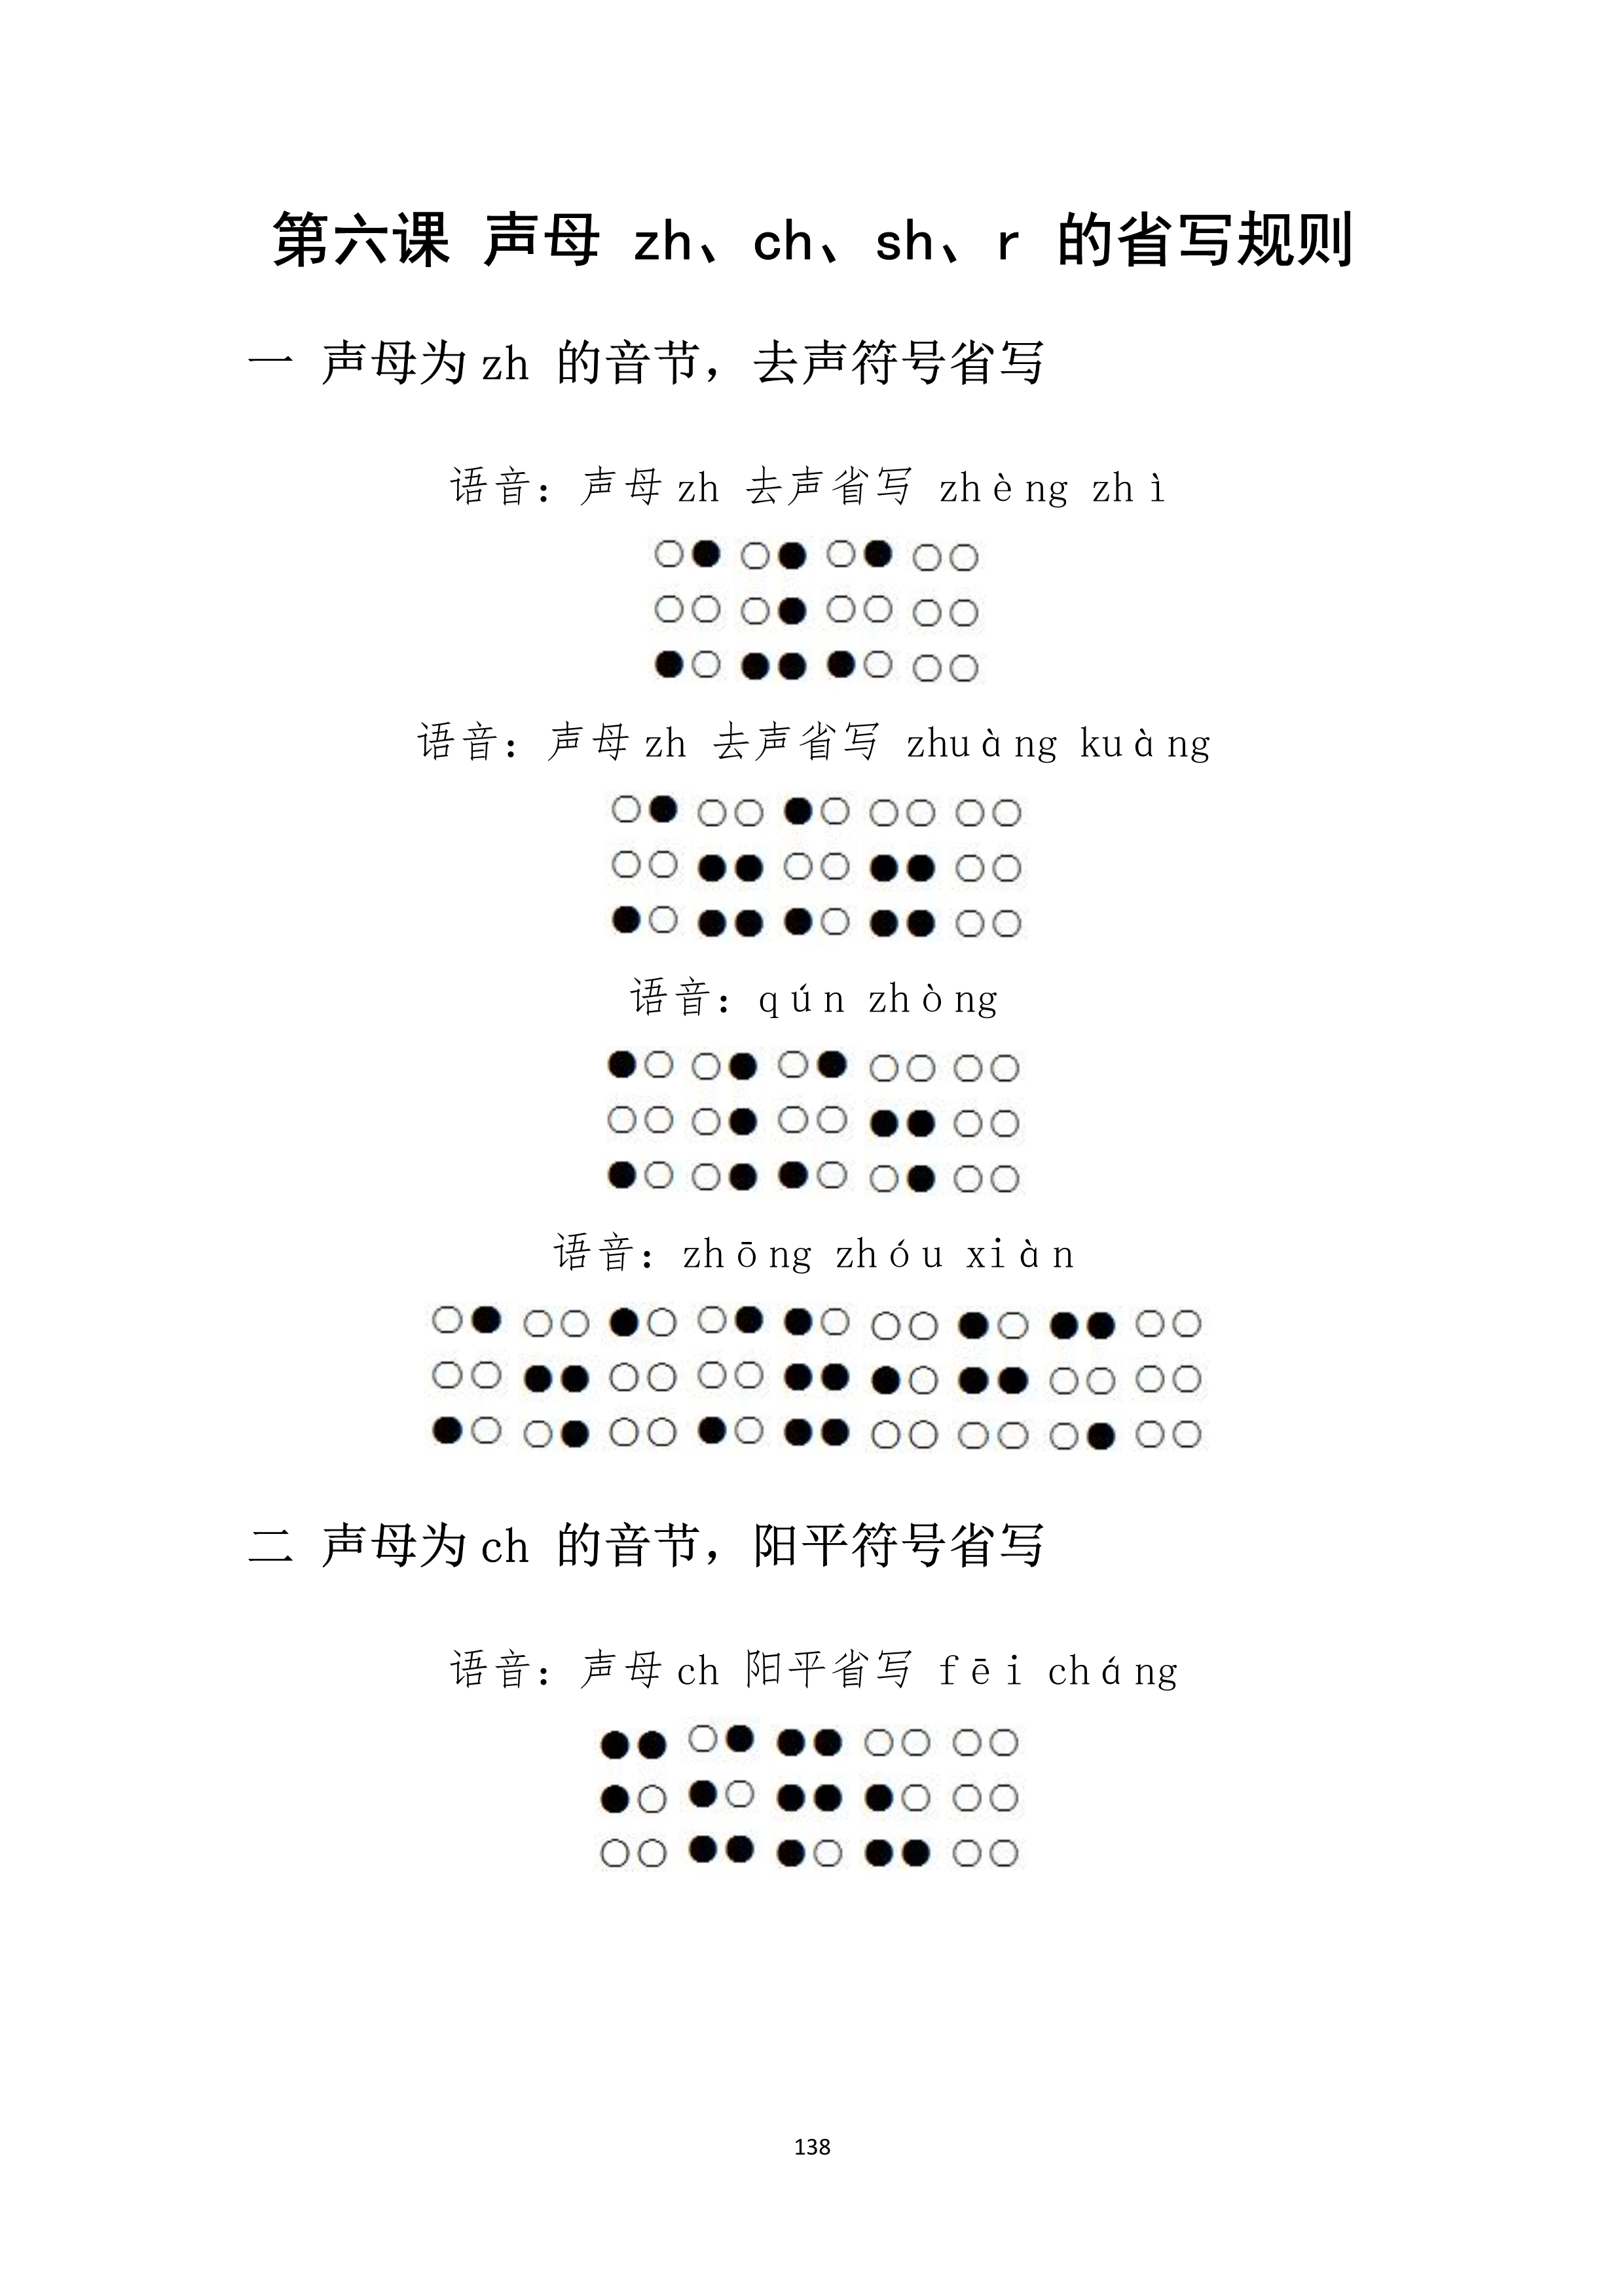 第六课 声母 zh、ch、sh、r 的省写规则
一 声母为 zh 的音节，去声符号省写
语音：声母 zh 去声省写 zhèng zhì
⠌⠼⠌⠀
语音：声母 zh 去声省写 zhuàng kuàng
⠌⠶⠅⠶⠀
语音：qún zhòng
⠅⠸⠌⠲⠀
语音：zhōng zhóu xiàn
⠌⠲⠁⠌⠷⠂⠓⠩⠀
二 声母为 ch 的音节，阳平符号省写
语音：声母 ch 阳平省写 fēi cháng
⠋⠮⠟⠦⠀
138